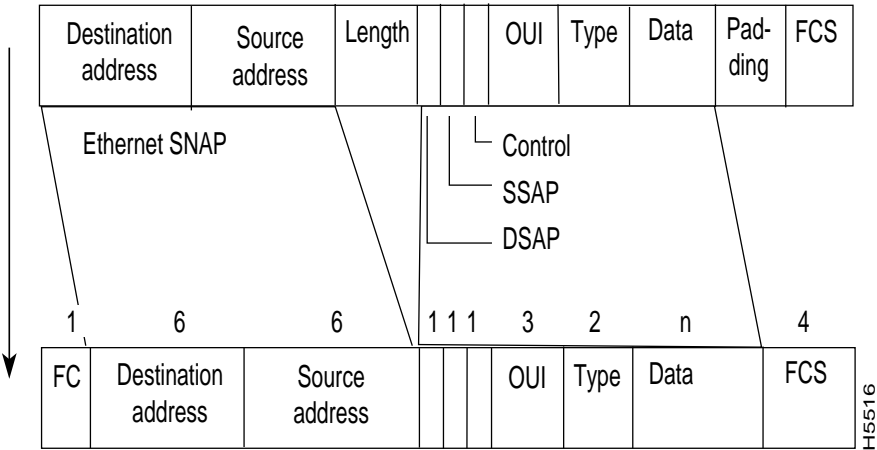 Destination address
Source address
Length
OUI
Type
Data
Pad-
ding
FCS
Ethernet SNAP
Control
SSAP
DSAP
1 6 6 1 1 1 3 2 n 4
FC
Destination address
Source address
OUI
Type
Data
FCS
H5516